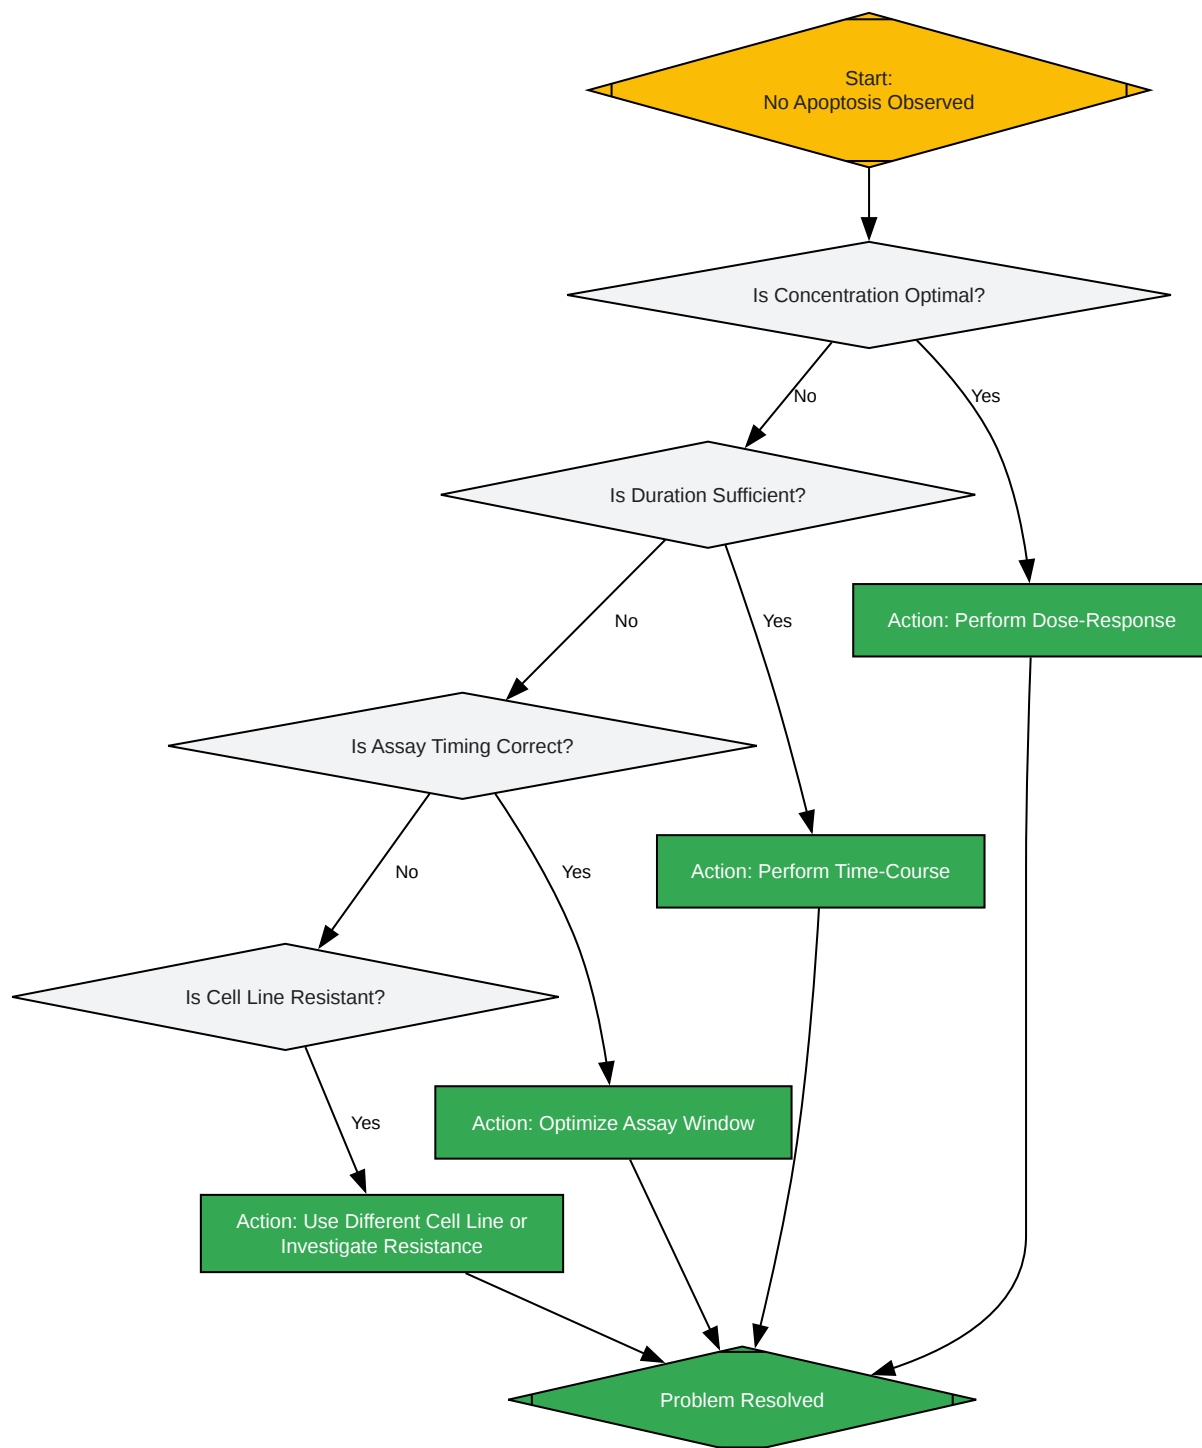 Start:
No Apoptosis Observed
Is Concentration Optimal?
No
Yes
Is Duration Sufficient?
No
Yes
Action: Perform Dose-Response
Is Assay Timing Correct?
No
Yes
Action: Perform Time-Course
Is Cell Line Resistant?
Yes
Action: Optimize Assay Window
Action: Use Different Cell Line or
Investigate Resistance
Problem Resolved